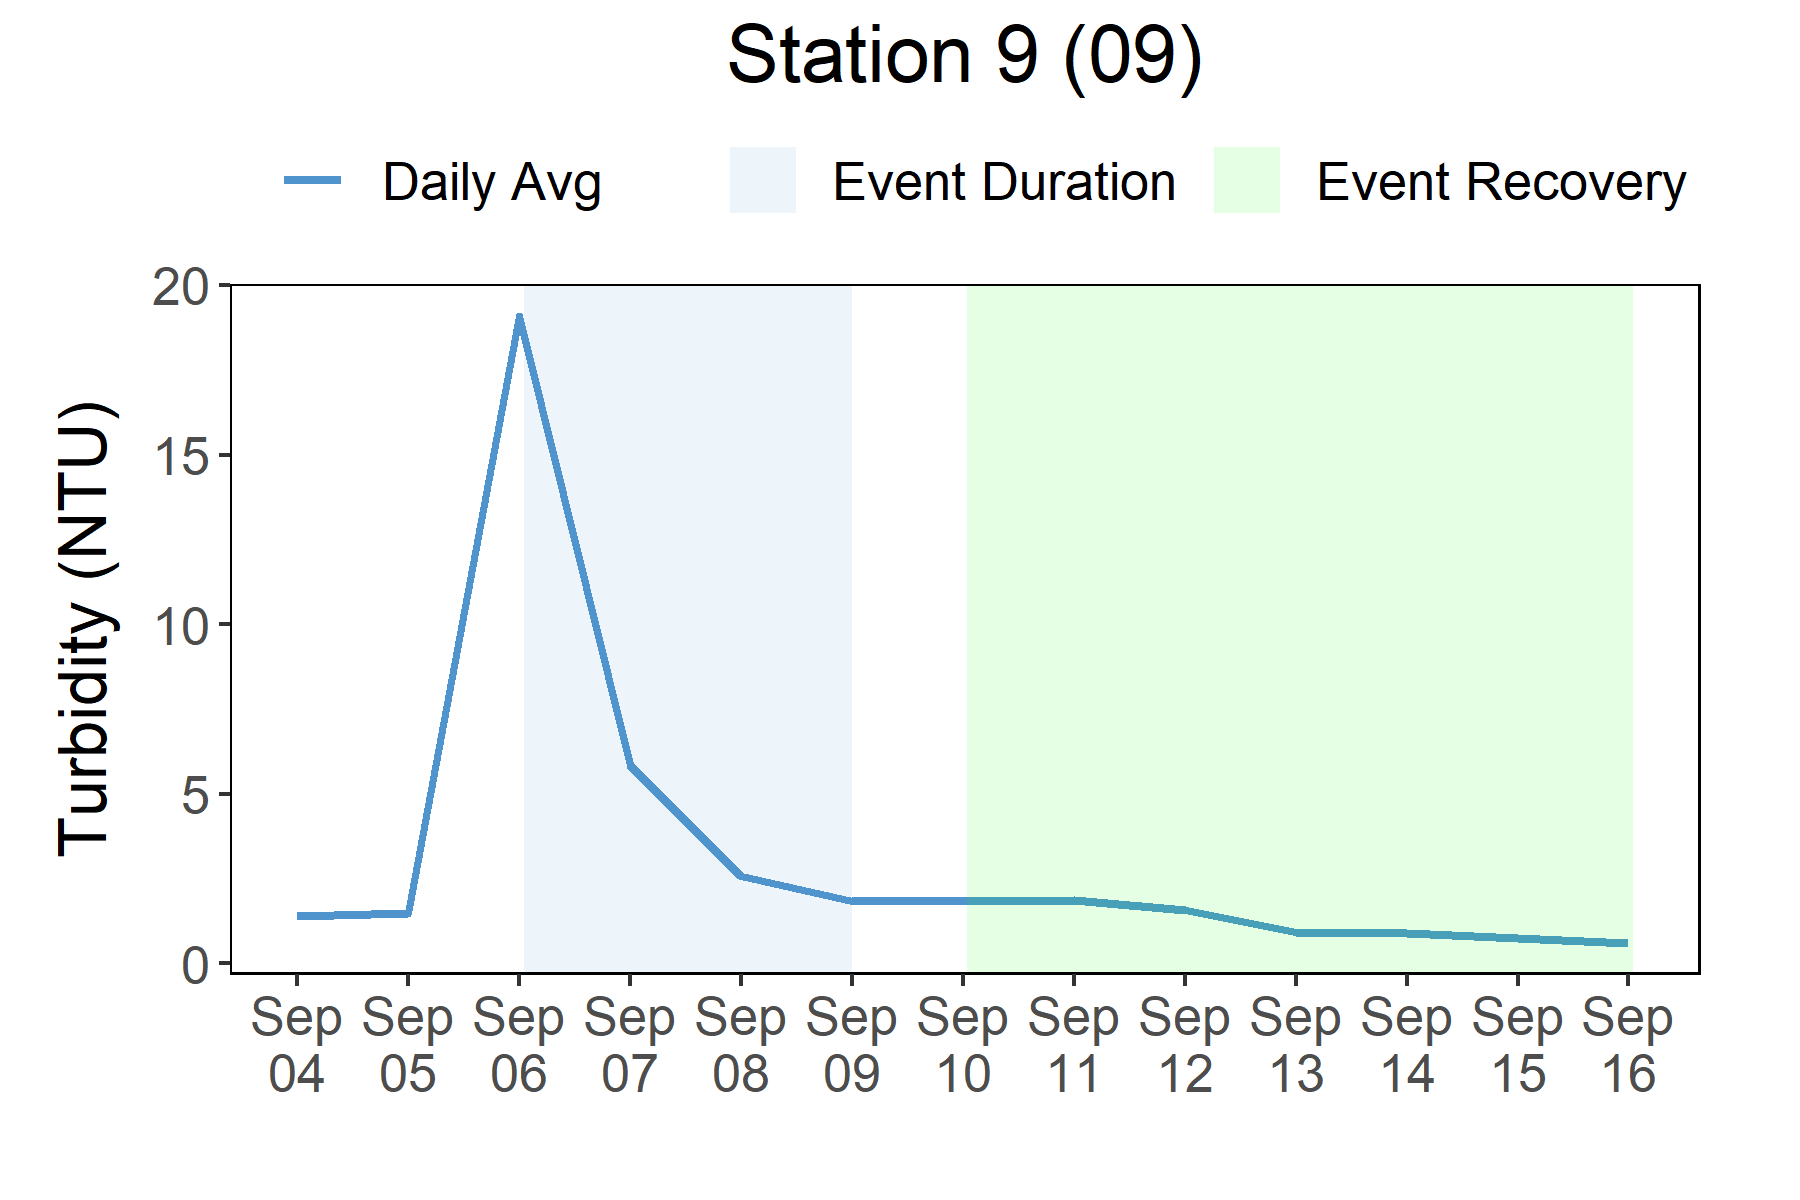 Station 9 (09)
Daily Avg
Event Duration
Event Recovery
Turbidity (NTU)
20
15
10
5
0
Sep 04
Sep 05
Sep 06
Sep 07
Sep 08
Sep 09
Sep 10
Sep 11
Sep 12
Sep 13
Sep 14
Sep 15
Sep 16